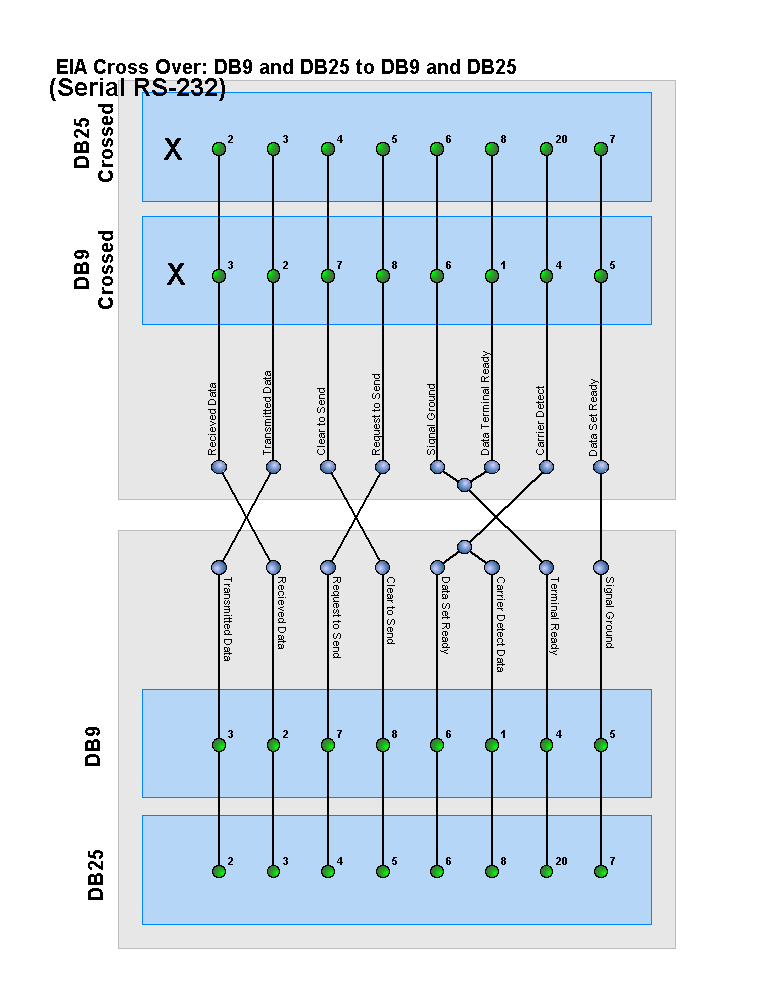 EIA Cross Over: DB9 and DB25 to DB9 and DB25
(Serial RS-232)
DB25
Crossed
X
2
3
4
5
6
8
20
7
DB9
Crossed
X
3
2
7
8
6
1
4
5
Recieved Data
Transmitted Data
Clear to Send
Request to Send
Signal Ground
Data Terminal Ready
Carrier Detect
Data Set Ready
Transmitted Data
Recieved Data
Request to Send
Clear to Send
Data Set Ready
Carrier Detect Data
Terminal Ready
Signal Ground
DB9
3
2
7
8
6
1
4
5
DB25
2
3
4
5
6
8
20
7